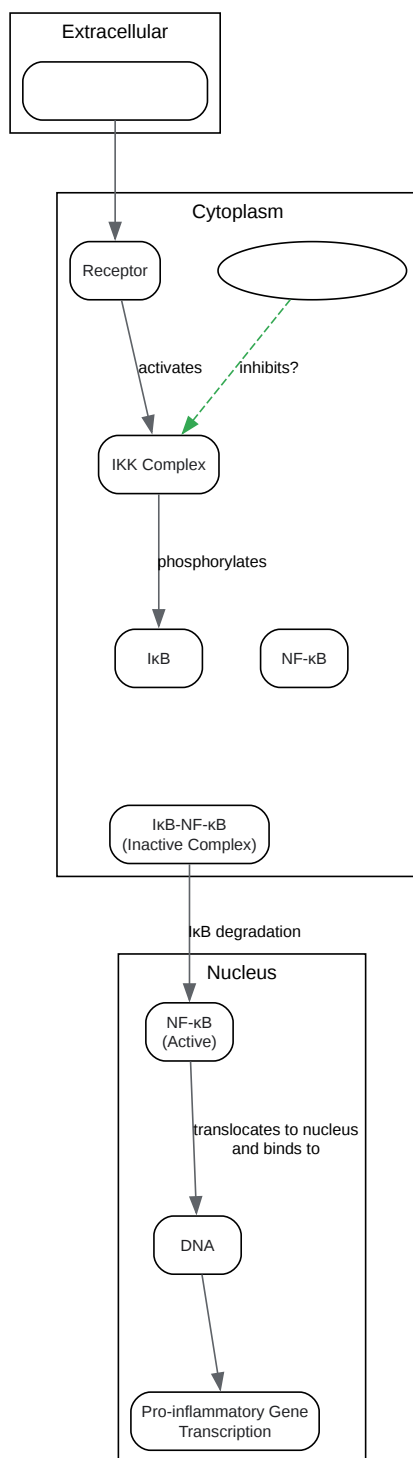 Extracellular
Cytoplasm
Receptor
activates
inhibits?
IKK Complex
phosphorylates
IκB
NF-κB
IκB-NF-κB
(Inactive Complex)
IκB degradation
Nucleus
NF-κB
(Active)
translocates to nucleus
and binds to
DNA
Pro-inflammatory Gene
Transcription